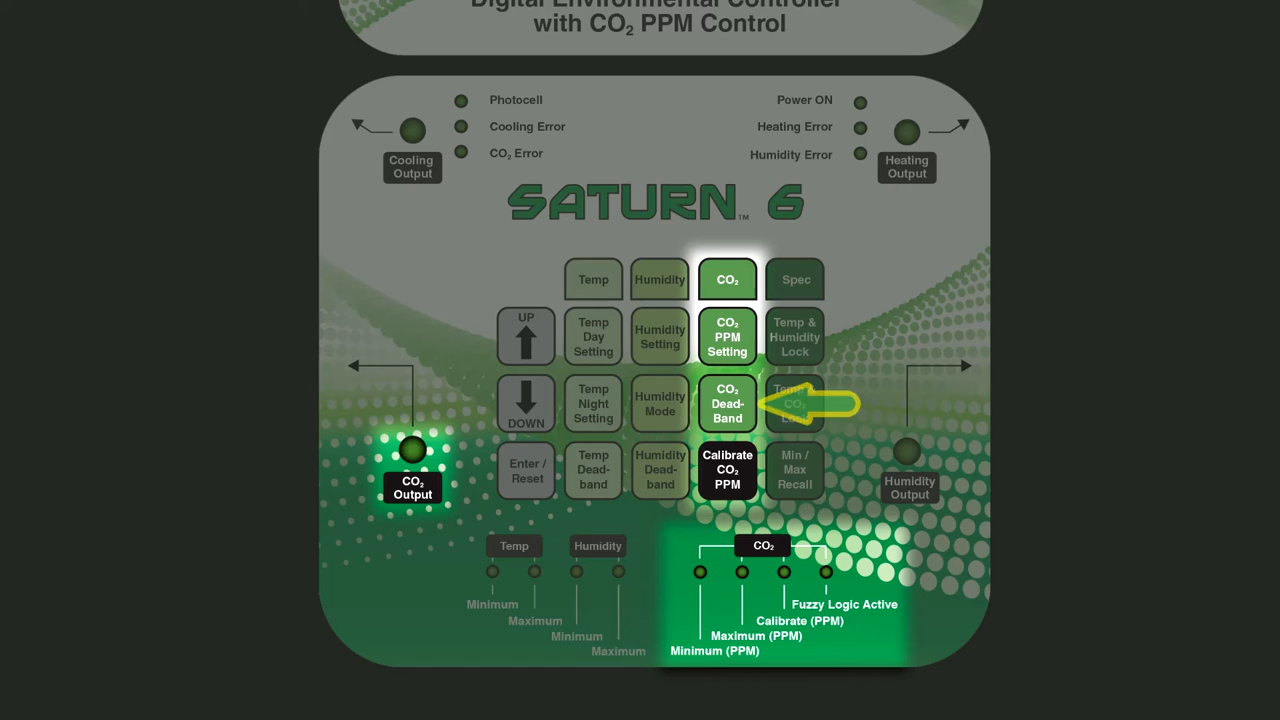 Digital Environmental Controller
with CO₂ PPM Control
Photocell
Cooling Error
CO₂ Error
Power ON
Heating Error
Humidity Error
Cooling
Output
Heating
Output
SATURN™ 6
Temp
Humidity
CO₂
Spec
UP
Temp
Day
Setting
Humidity
Setting
CO₂
PPM
Setting
Temp &
Humidity
Lock
DOWN
Temp
Night
Setting
Humidity
Mode
CO₂
Dead-
Band
Temp &
CO₂
Lock
Enter /
Reset
Temp
Dead-
band
Humidity
Dead-
band
Calibrate
CO₂
PPM
Min /
Max
Recall
CO₂
Output
Humidity
Output
Temp
Humidity
CO₂
Minimum
Maximum
Minimum
Maximum
Fuzzy Logic Active
Calibrate (PPM)
Maximum (PPM)
Minimum (PPM)